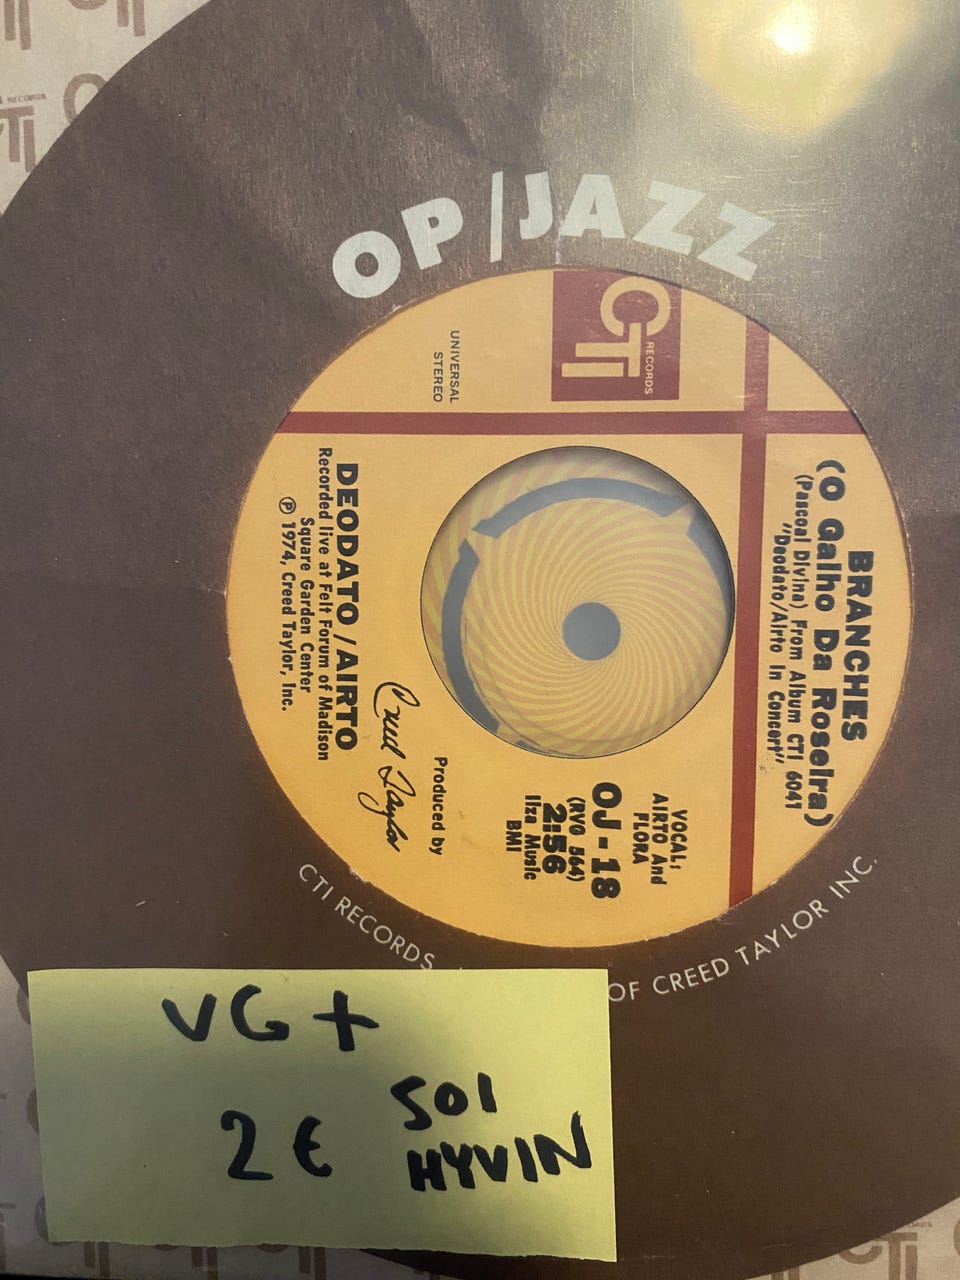 OP/JAZZ
CTI
RECORDS
UNIVERSAL
STEREO
BRANCHES
(O Galho Da Roseira)
(Pascoal Divina) From Album CTI 6041
"Deodato/Airto In Concert"
VOCAL:
AIRTO And
FLORA
OJ-18
(RVG 564)
2:56
Ilza Music
BMI
Produced by
Creed Taylor
DEODATO/AIRTO
Recorded live at Felt Forum of Madison
Square Garden Center
℗ 1974, Creed Taylor, Inc.
CTI RECORDS
OF CREED TAYLOR INC.
VG+
2€
SOI
HYVIN